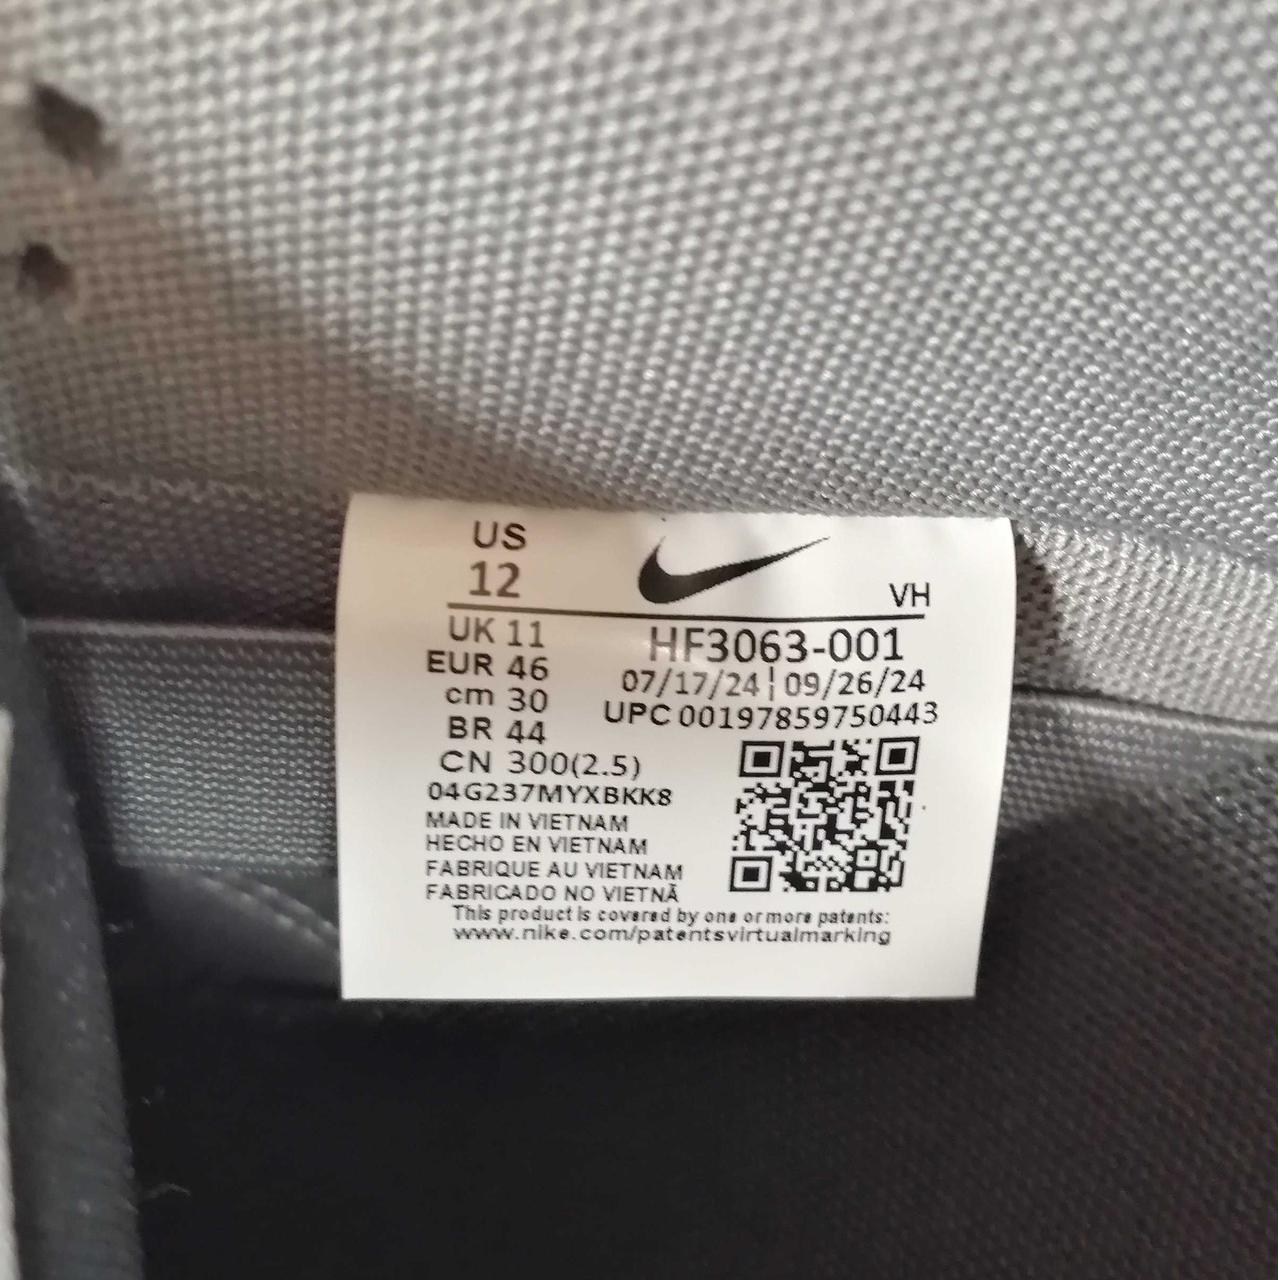 US
12
VH
UK 11
HF3063-001
EUR 46
07/17/24 | 09/26/24
cm 30
UPC 00197859750443
BR 44
CN 300(2.5)
04G237MYXBKK8
MADE IN VIETNAM
HECHO EN VIETNAM
FABRIQUE AU VIETNAM
FABRICADO NO VIETNÃ
This product is covered by one or more patents:
www.nike.com/patentsvirtualmarking